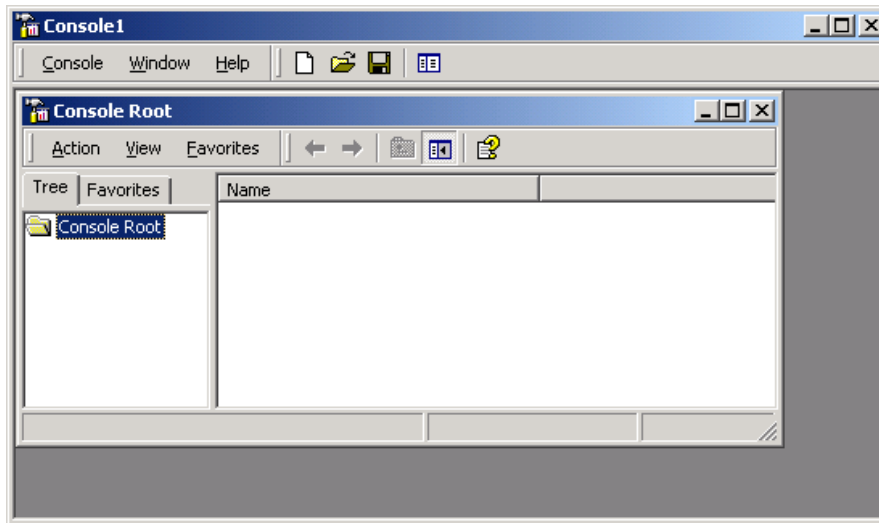 Console1
Console Window Help
Console Root
Action View Favorites
Tree Favorites Name
Console Root